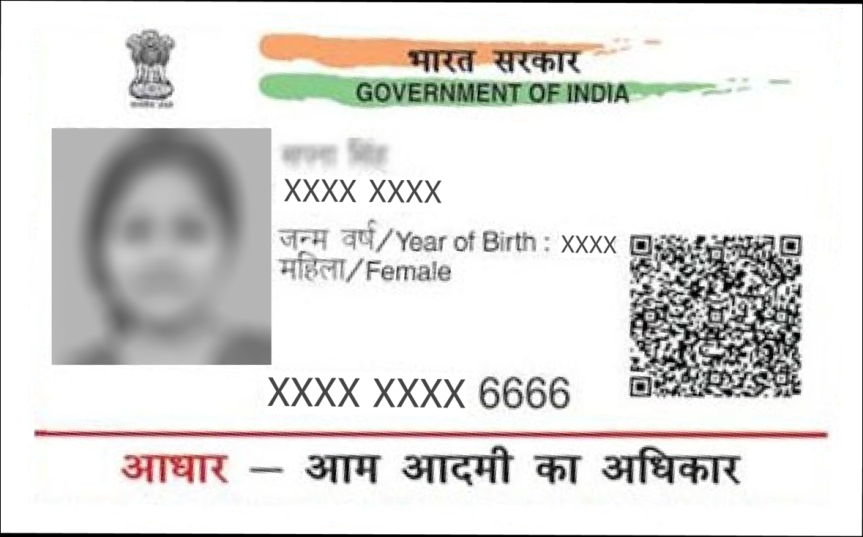 भारत सरकार
GOVERNMENT OF INDIA
XXXX XXXX
जन्म वर्ष/Year of Birth : XXXX
महिला/Female
XXXX XXXX 6666
आधार – आम आदमी का अधिकार